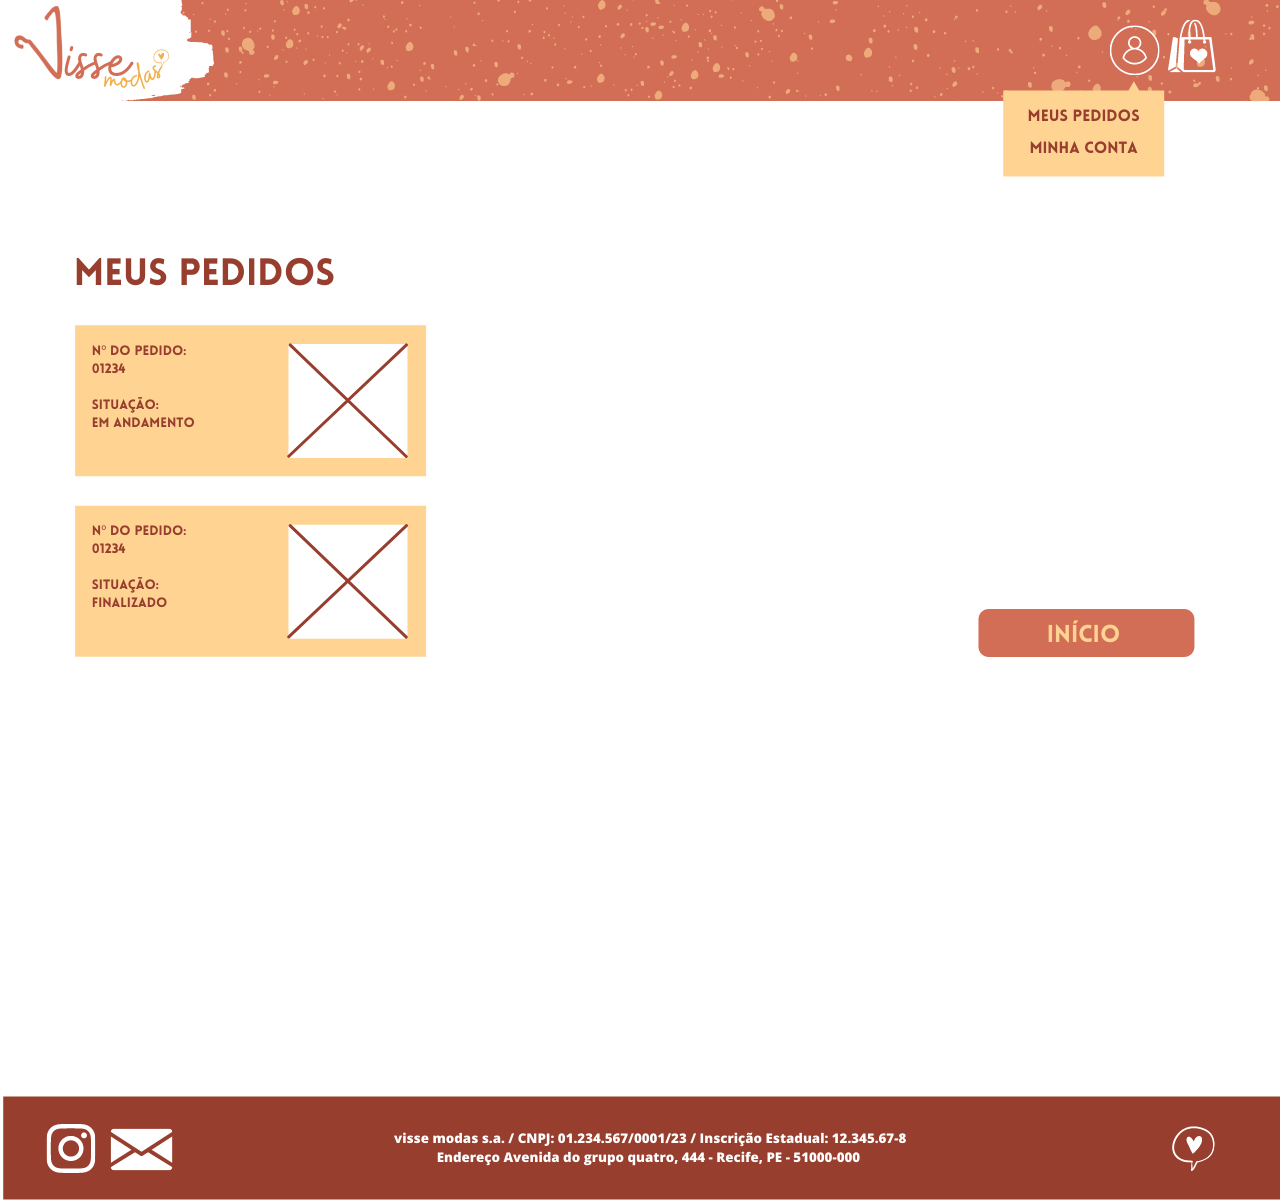 Visse
modas
MEUS PEDIDOS
MINHA CONTA
MEUS PEDIDOS
Nº DO PEDIDO:
01234
SITUAÇÃO:
EM ANDAMENTO
Nº DO PEDIDO:
01234
SITUAÇÃO:
FINALIZADO
INÍCIO
visse modas s.a. / CNPJ: 01.234.567/0001/23 / Inscrição Estadual: 12.345.67-8
Endereço Avenida do grupo quatro, 444 - Recife, PE - 51000-000